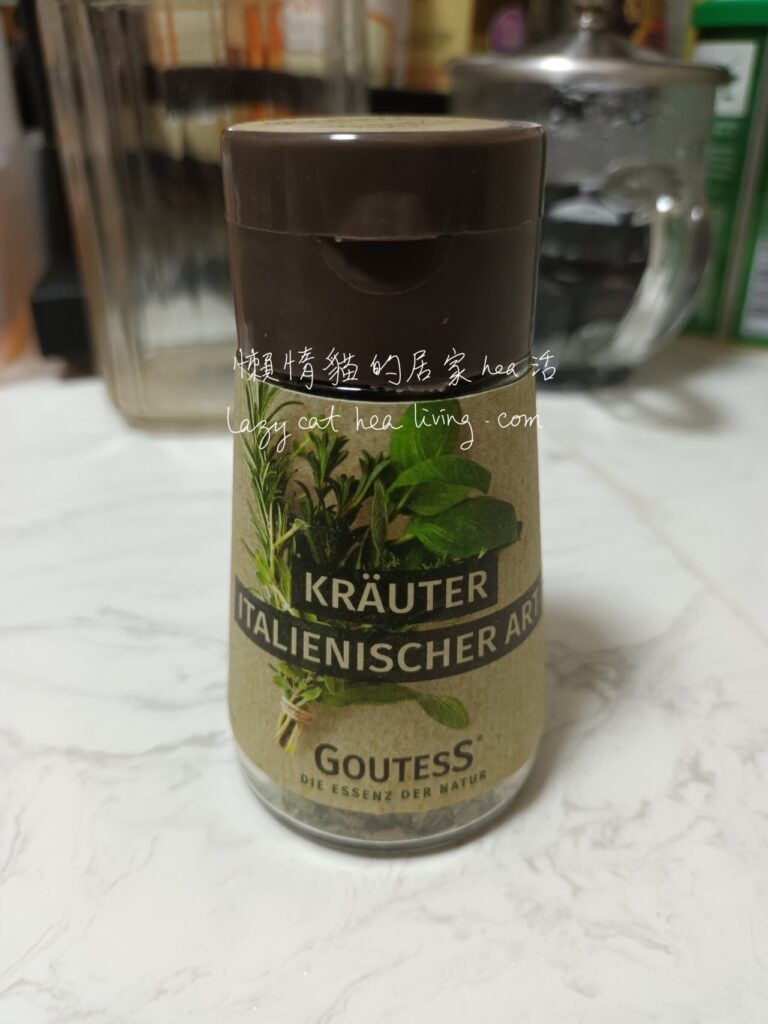 懶惰貓的居家hea活
Lazy cat hea living.com
KRÄUTER
ITALIENISCHER ART
GOUTESS®
DIE ESSENZ DER NATUR